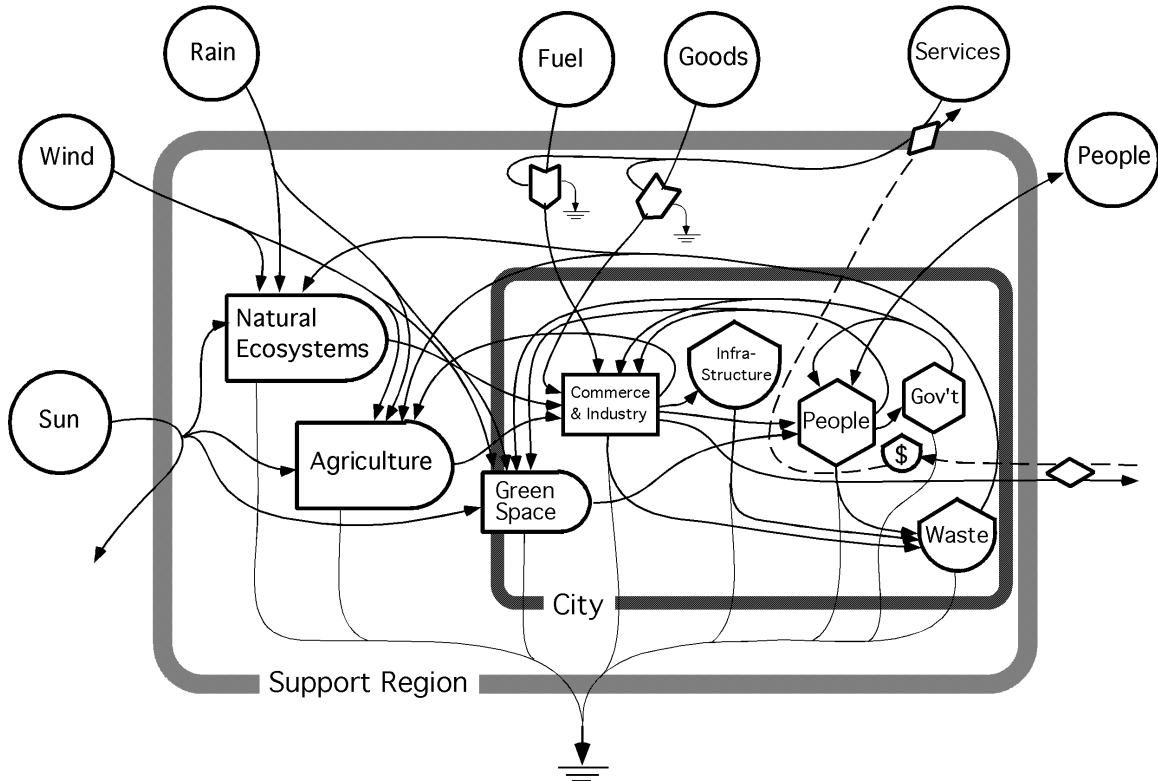 Rain
Fuel
Goods
Services
Wind
People
Natural
Ecosystems
Infra-
Structure
Commerce
& Industry
Sun
People
Gov't
Agriculture
$
Green
Space
Waste
City
Support Region